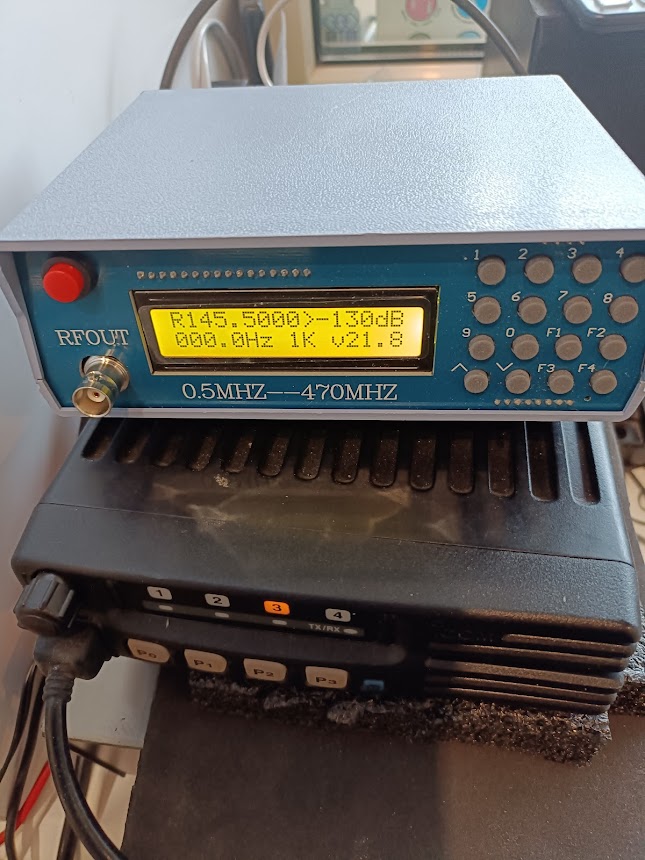 .1 2 3 4
R145.5000>-130dB
000.0Hz 1K v21.8
5 6 7 8
RFOUT
9 0 F1 F2
F3 F4
0.5MHZ--470MHZ
1 2 3 4
TX/RX
P0 P1 P2 P3